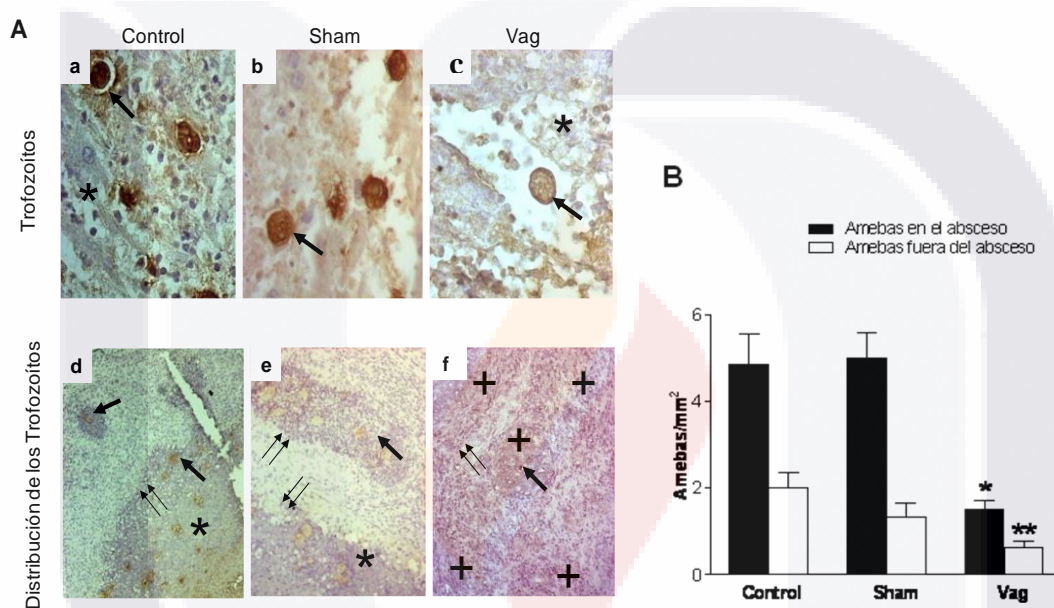 A
Control Sham Vag
a b c
*
Trofozoítos
d e f
+ +
+
* *
+ +
Distribución de los Trofozoítos
B
Amebas en el absceso
Amebas fuera del absceso
6
4
2
0
Amebas/mm²
* **
Control Sham Vag